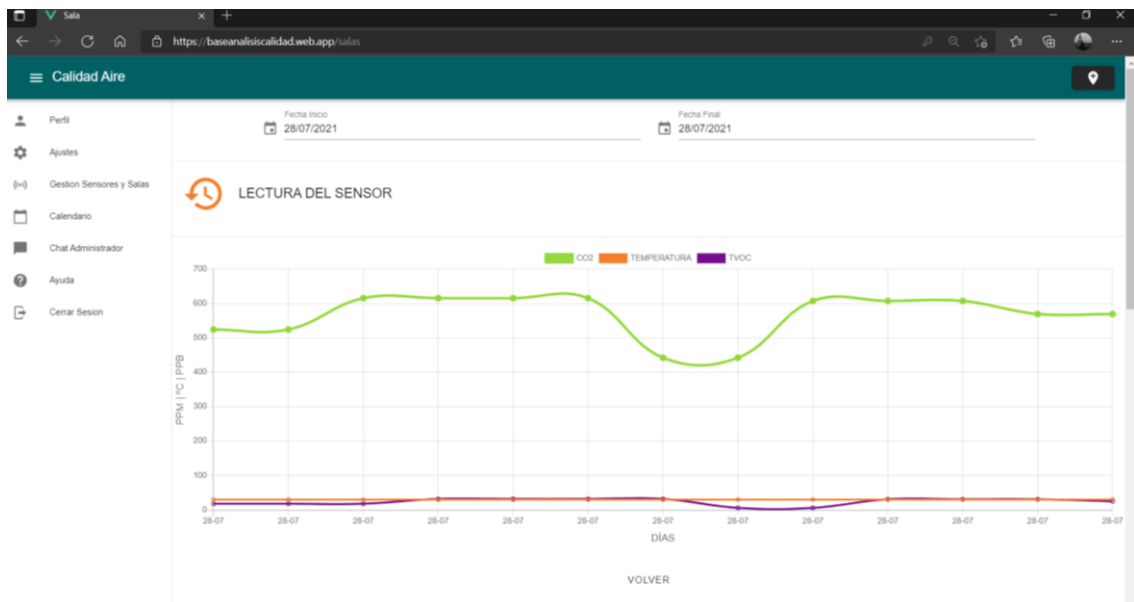 Sala
https://baseanalisiscalidad.web.app/salas
Calidad Aire
Perfil
Ajustes
Gestion Sensores y Salas
Calendario
Chat Administrador
Ayuda
Cerrar Sesion
Fecha Inicio
28/07/2021
Fecha Final
28/07/2021
LECTURA DEL SENSOR
CO2 TEMPERATURA TVOC
PPM | ºC | PPB
700
600
500
400
300
200
100
0
28-07 28-07 28-07 28-07 28-07 28-07 28-07 28-07 28-07 28-07 28-07 28-07 28-07
DÍAS
VOLVER